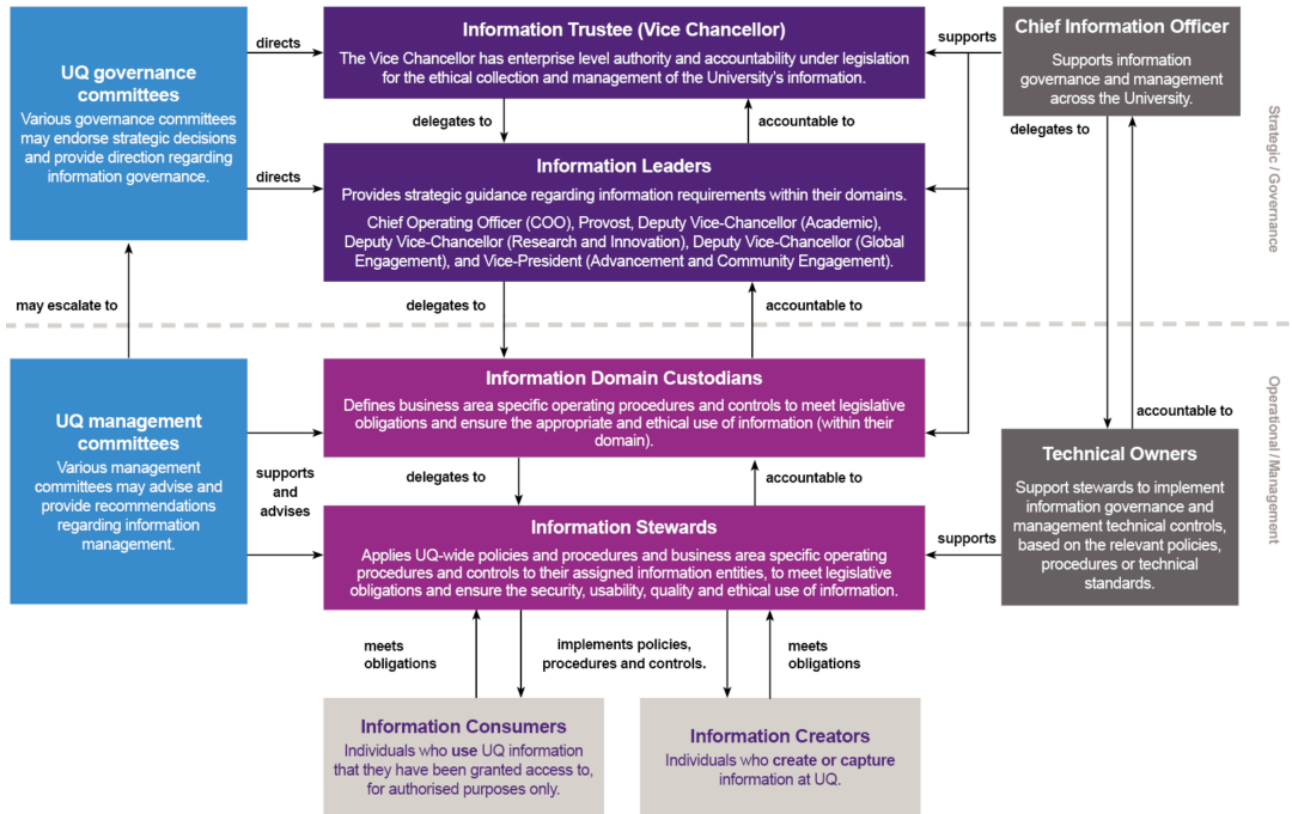 Information Trustee (Vice Chancellor)
The Vice Chancellor has enterprise level authority and accountability under legislation
for the ethical collection and management of the University's information.
Chief Information Officer
Supports information
governance and management
across the University.
directs
supports
UQ governance
committees
Various governance committees
may endorse strategic decisions
and provide direction regarding
information governance.
delegates to
accountable to
delegates to
Strategic / Governance
directs
Information Leaders
Provides strategic guidance regarding information requirements within their domains.
Chief Operating Officer (COO), Provost, Deputy Vice-Chancellor (Academic),
Deputy Vice-Chancellor (Research and Innovation), Deputy Vice-Chancellor (Global
Engagement), and Vice-President (Advancement and Community Engagement).
may escalate to
delegates to
accountable to
Operational / Management
Information Domain Custodians
Defines business area specific operating procedures and controls to meet legislative
obligations and ensure the appropriate and ethical use of information (within their
domain).
UQ management
committees
Various management
committees may advise and
provide recommendations
regarding information
management.
supports
and
advises
delegates to
accountable to
accountable to
Information Stewards
Applies UQ-wide policies and procedures and business area specific operating
procedures and controls to their assigned information entities, to meet legislative
obligations and ensure the security, usability, quality and ethical use of information.
supports
Technical Owners
Support stewards to implement
information governance and
management technical controls,
based on the relevant policies,
procedures or technical
standards.
meets
obligations
implements policies,
procedures and controls.
meets
obligations
Information Consumers
Individuals who use UQ information
that they have been granted access to,
for authorised purposes only.
Information Creators
Individuals who create or capture
information at UQ.